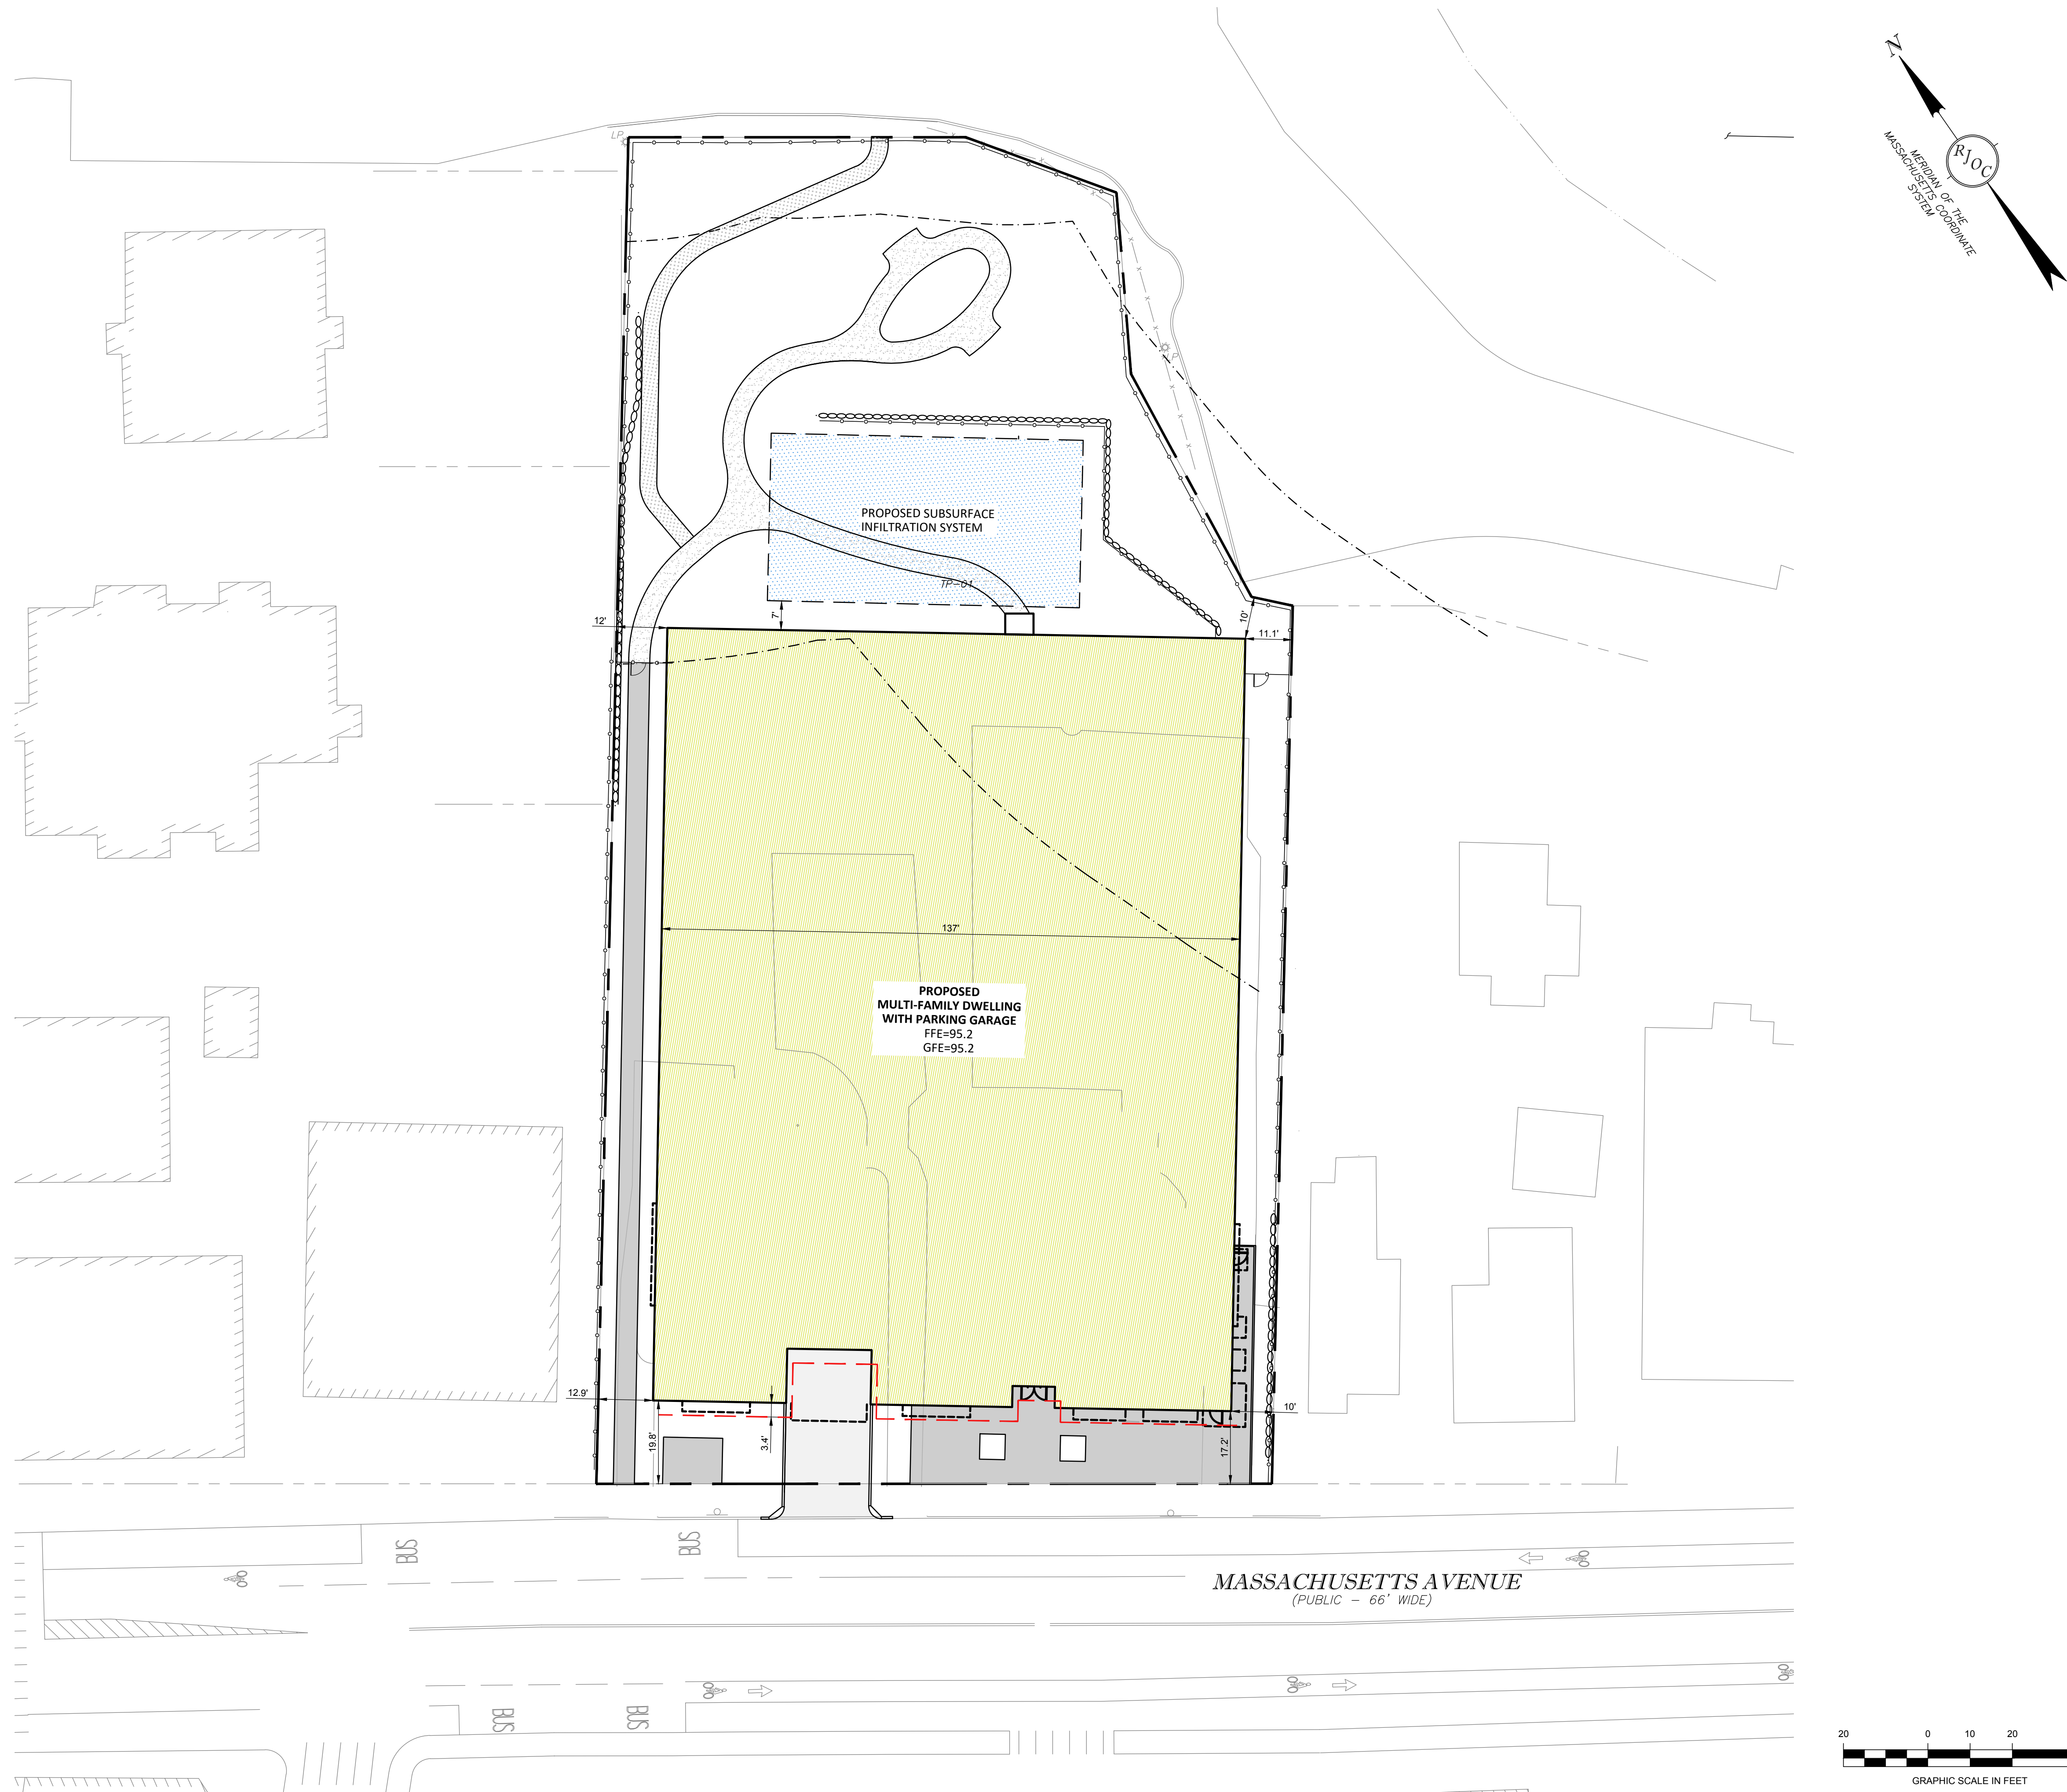 N
RJOC
MERIDIAN OF THE
MASSACHUSETTS COORDINATE
SYSTEM
LP
P
PROPOSED SUBSURFACE
INFILTRATION SYSTEM
TP-01
7'
12'
10'
11.1'
137'
PROPOSED
MULTI-FAMILY DWELLING
WITH PARKING GARAGE
FFE=95.2
GFE=95.2
12.9'
10'
19.8'
3.4'
17.2'
BUS
BUS
MASSACHUSETTS AVENUE
(PUBLIC - 66' WIDE)
BUS
BUS
20 0 10 20
GRAPHIC SCALE IN FEET